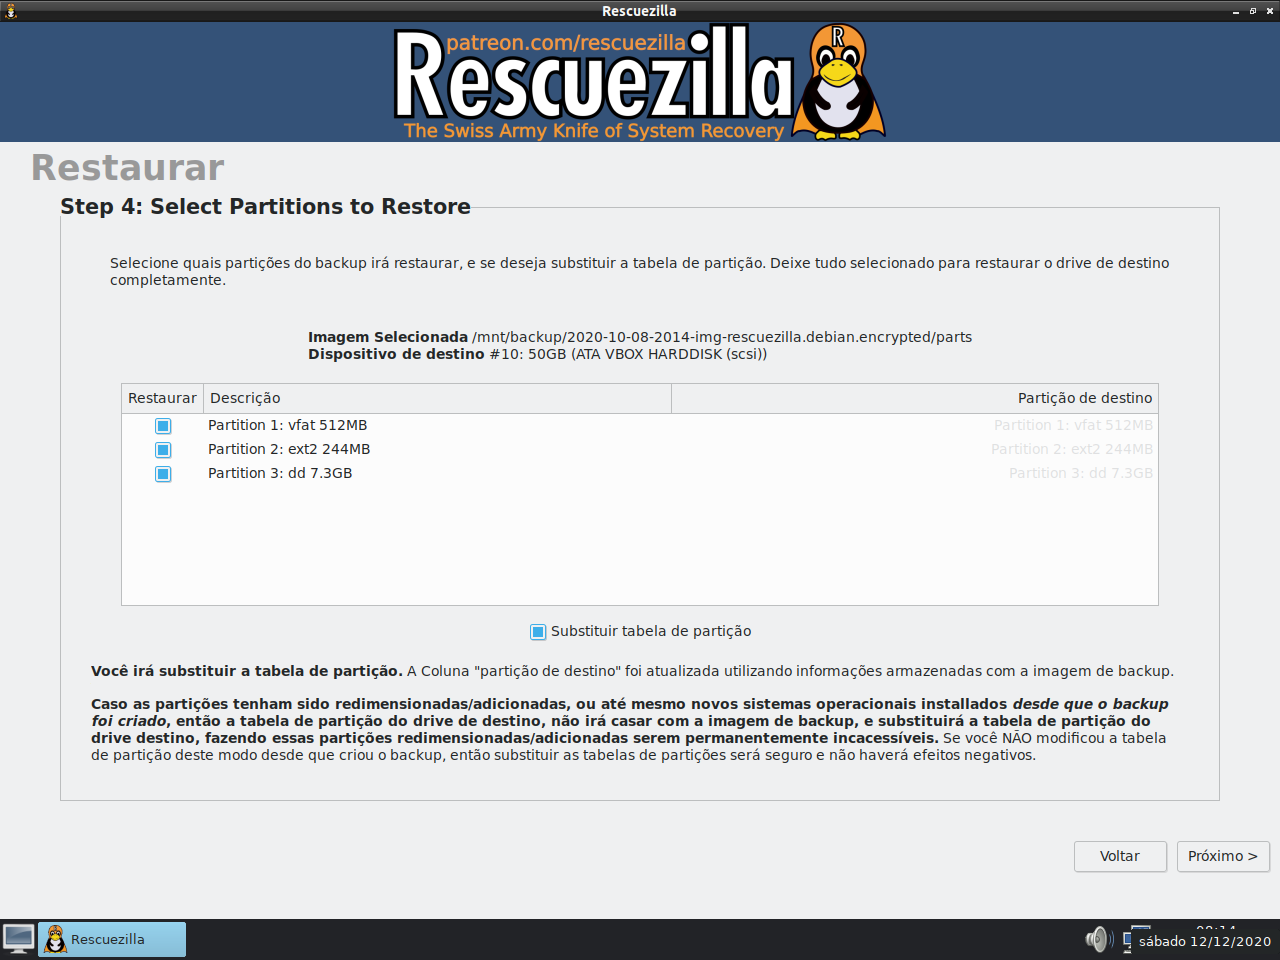 Rescuezilla
patreon.com/rescuezilla
Rescuezilla
R
The Swiss Army Knife of System Recovery
Restaurar
Step 4: Select Partitions to Restore
Selecione quais partições do backup irá restaurar, e se deseja substituir a tabela de partição. Deixe tudo selecionado para restaurar o drive de destino
completamente.
Imagem Selecionada /mnt/backup/2020-10-08-2014-img-rescuezilla.debian.encrypted/parts
Dispositivo de destino #10: 50GB (ATA VBOX HARDDISK (scsi))
Restaurar Descrição Partição de destino
Partition 1: vfat 512MB Partition 1: vfat 512MB
Partition 2: ext2 244MB Partition 2: ext2 244MB
Partition 3: dd 7.3GB Partition 3: dd 7.3GB
Substituir tabela de partição
Você irá substituir a tabela de partição. A Coluna "partição de destino" foi atualizada utilizando informações armazenadas com a imagem de backup.
Caso as partições tenham sido redimensionadas/adicionadas, ou até mesmo novos sistemas operacionais installados desde que o backup
foi criado, então a tabela de partição do drive de destino, não irá casar com a imagem de backup, e substituirá a tabela de partição do
drive destino, fazendo essas partições redimensionadas/adicionadas serem permanentemente incacessíveis. Se você NÃO modificou a tabela
de partição deste modo desde que criou o backup, então substituir as tabelas de partições será seguro e não haverá efeitos negativos.
Voltar Próximo >
Rescuezilla
sábado 12/12/2020